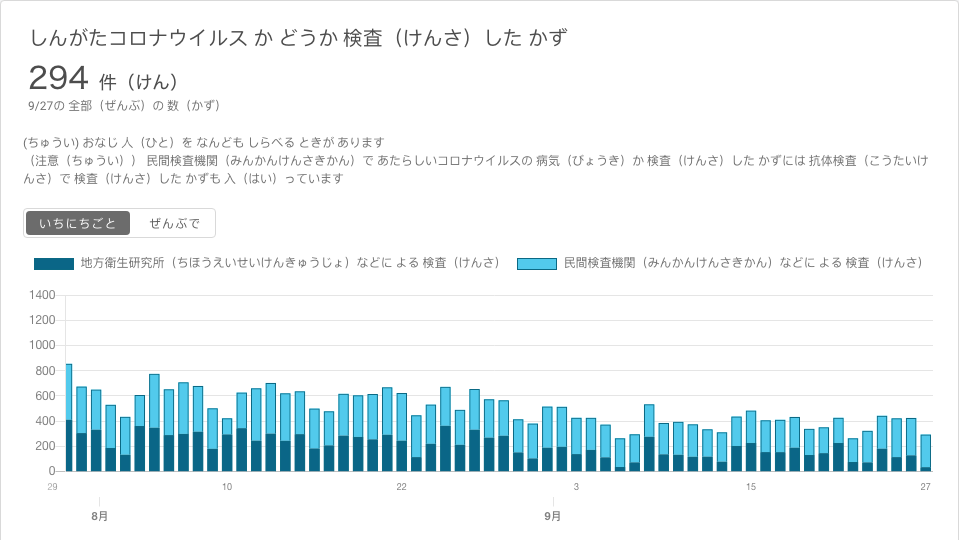 しんがたコロナウイルス か どうか 検査（けんさ）した かず
294 件（けん）
9/27の 全部（ぜんぶ）の 数（かず）
(ちゅうい) おなじ 人（ひと）を なんども しらべる ときが あります
（注意（ちゅうい）） 民間検査機関（みんかんけんさきかん）で あたらしいコロナウイルスの 病気（びょうき）か 検査（けんさ）した かずには 抗体検査（こうたいけ
んさ）で 検査（けんさ）した かずも 入（はい）っています
いちにちごと ぜんぶで
地方衛生研究所（ちほうえいせいけんきゅうじょ）などに よる 検査（けんさ） 民間検査機関（みんかんけんさきかん）などに よる 検査（けんさ）
1400
1200
1000
800
600
400
200
0
29 10 22 3 15 27
8月 9月